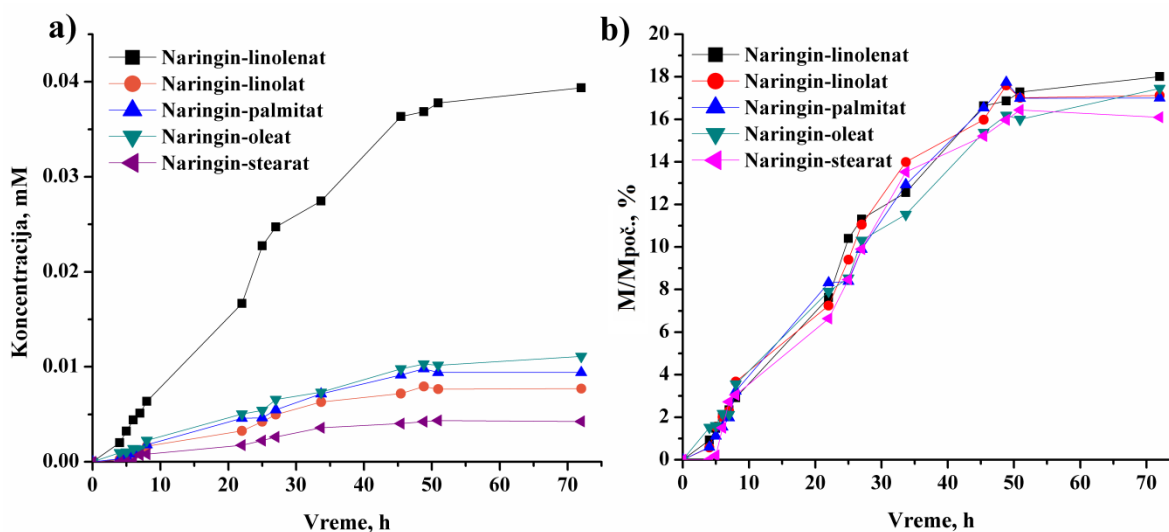 a)
Naringin-linolenat
Naringin-linolat
Naringin-palmitat
Naringin-oleat
Naringin-stearat
Koncentracija, mM
0.04
0.03
0.02
0.01
0.00
0 10 20 30 40 50 60 70
Vreme, h
b)
Naringin-linolenat
Naringin-linolat
Naringin-palmitat
Naringin-oleat
Naringin-stearat
M/Mpoč., %
20
18
16
14
12
10
8
6
4
2
0
0 10 20 30 40 50 60 70
Vreme, h